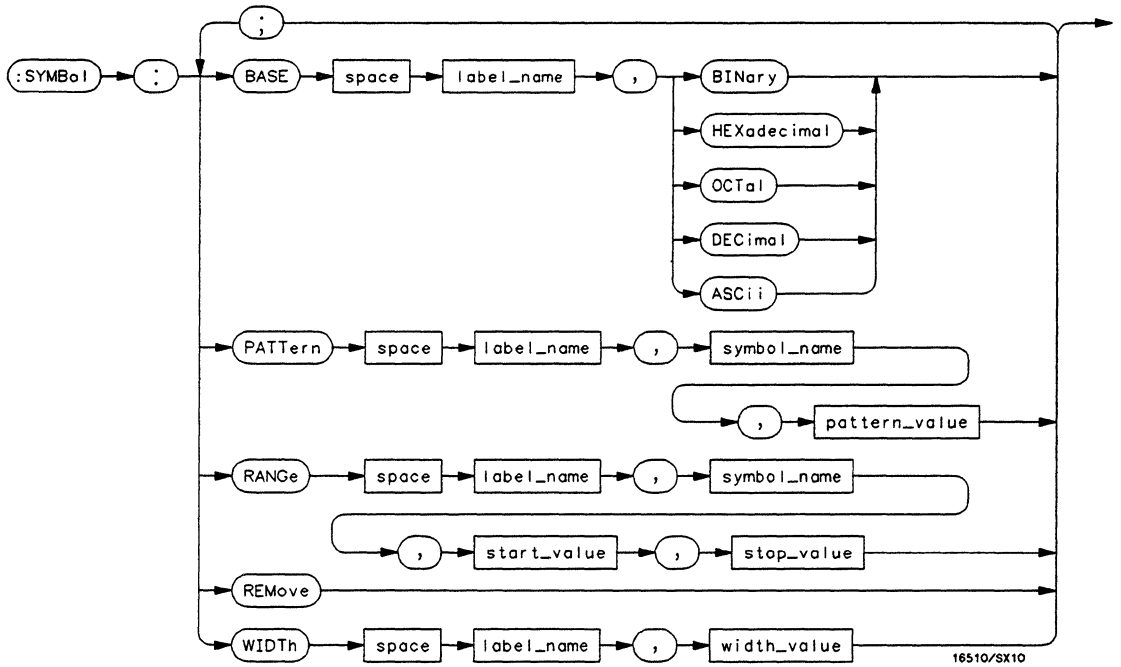 ;
:SYMBol : BASE space label_name , BINary
HEXadecimal
OCTal
DECimal
ASCii
PATTern space label_name , symbol_name
, pattern_value
RANGe space label_name , symbol_name
, start_value , stop_value
REMove
WIDTh space label_name , width_value
16510/SX10